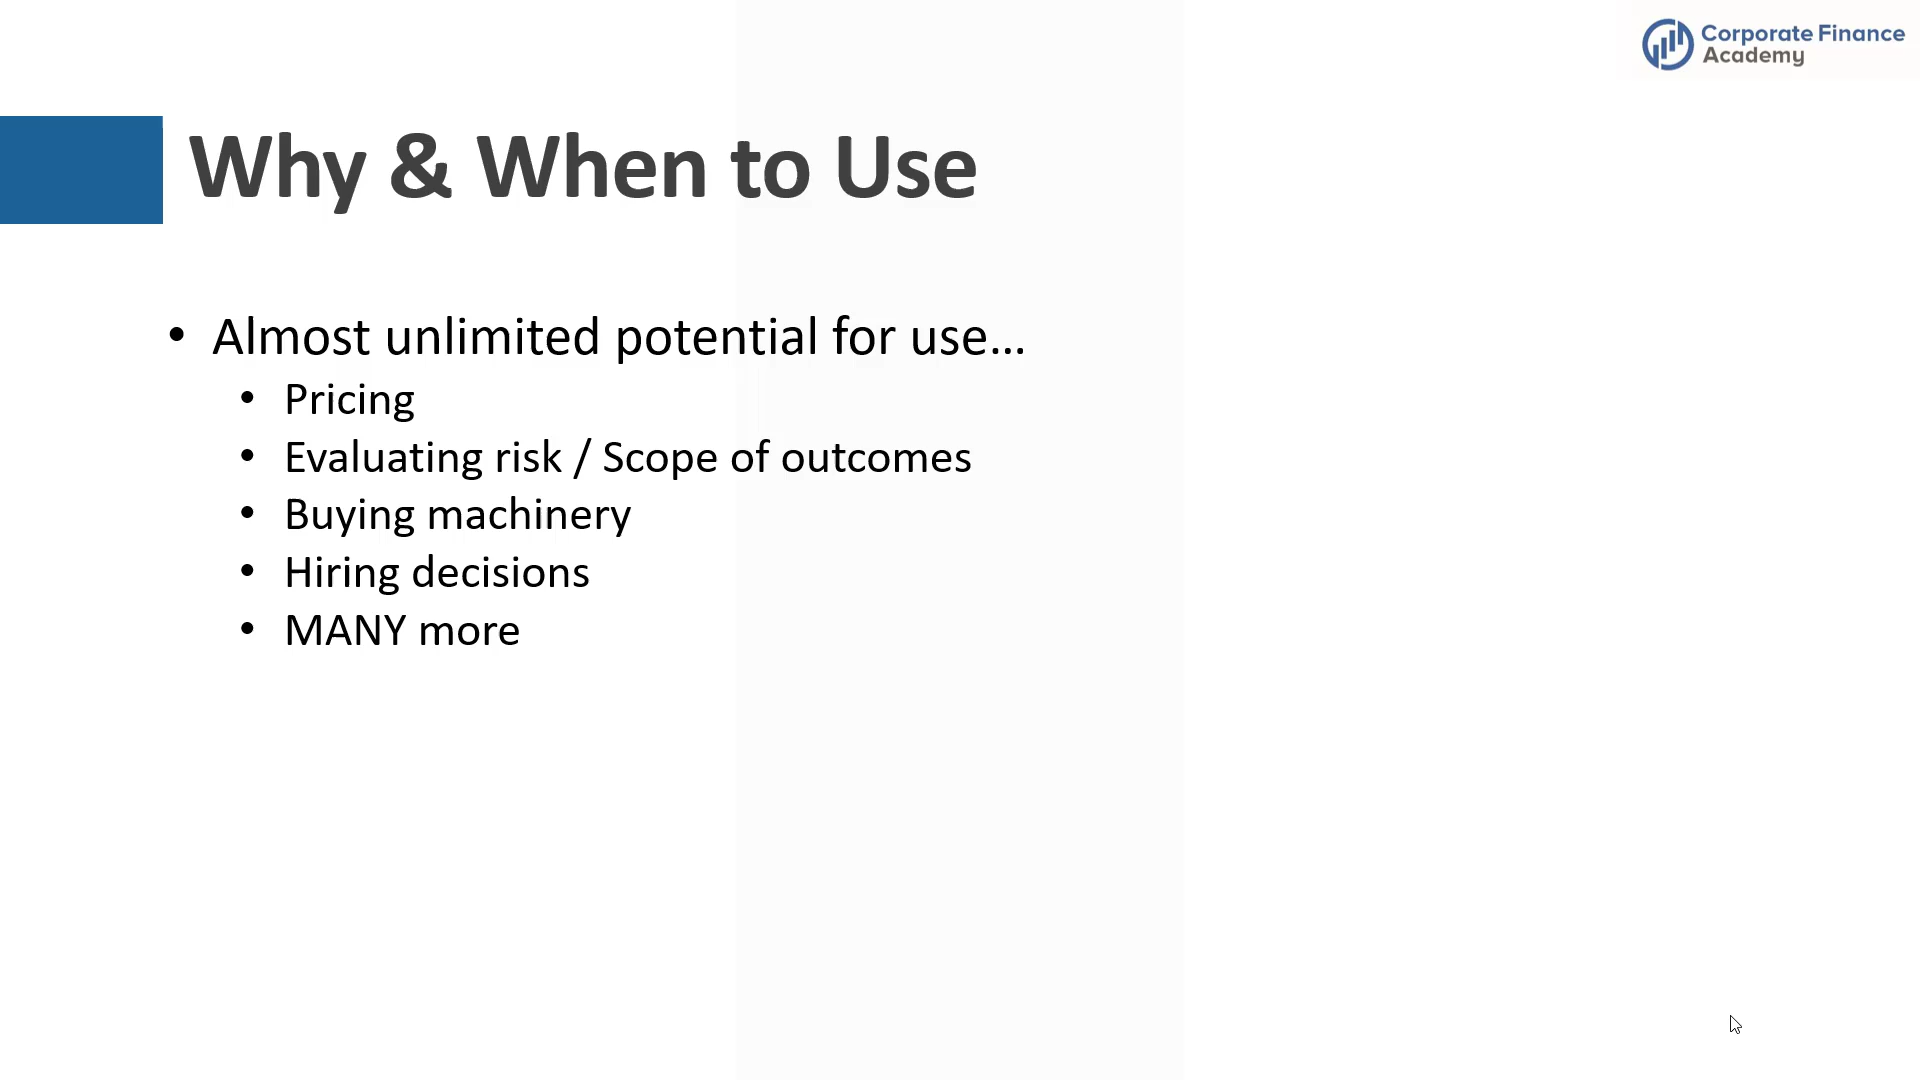 Corporate Finance
Academy
Why & When to Use
• Almost unlimited potential for use…
• Pricing
• Evaluating risk / Scope of outcomes
• Buying machinery
• Hiring decisions
• MANY more